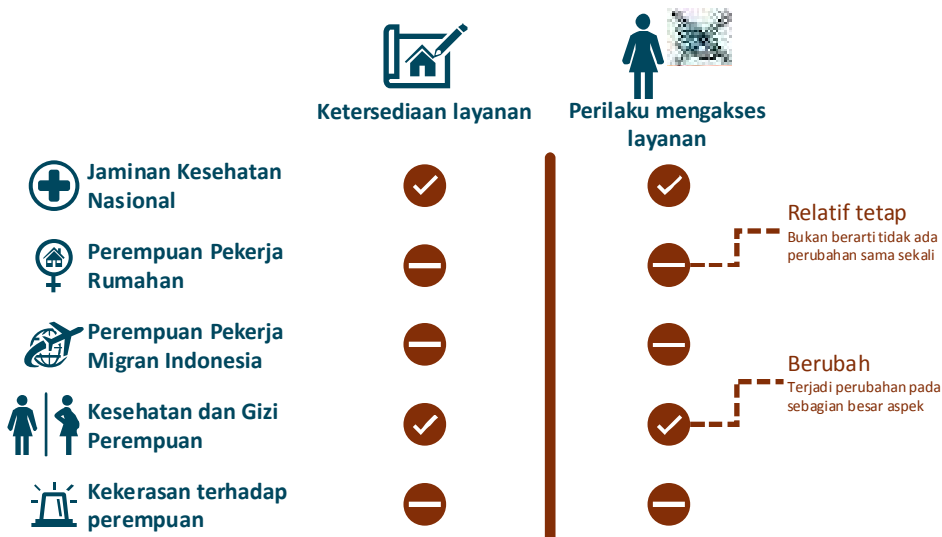 Ketersediaan layanan
Perilaku mengakses
layanan
Jaminan Kesehatan
Nasional
Perempuan Pekerja
Rumahan
Relatif tetap
Bukan berarti tidak ada
perubahan sama sekali
Perempuan Pekerja
Migran Indonesia
Berubah
Terjadi perubahan pada
sebagian besar aspek
Kesehatan dan Gizi
Perempuan
Kekerasan terhadap
perempuan